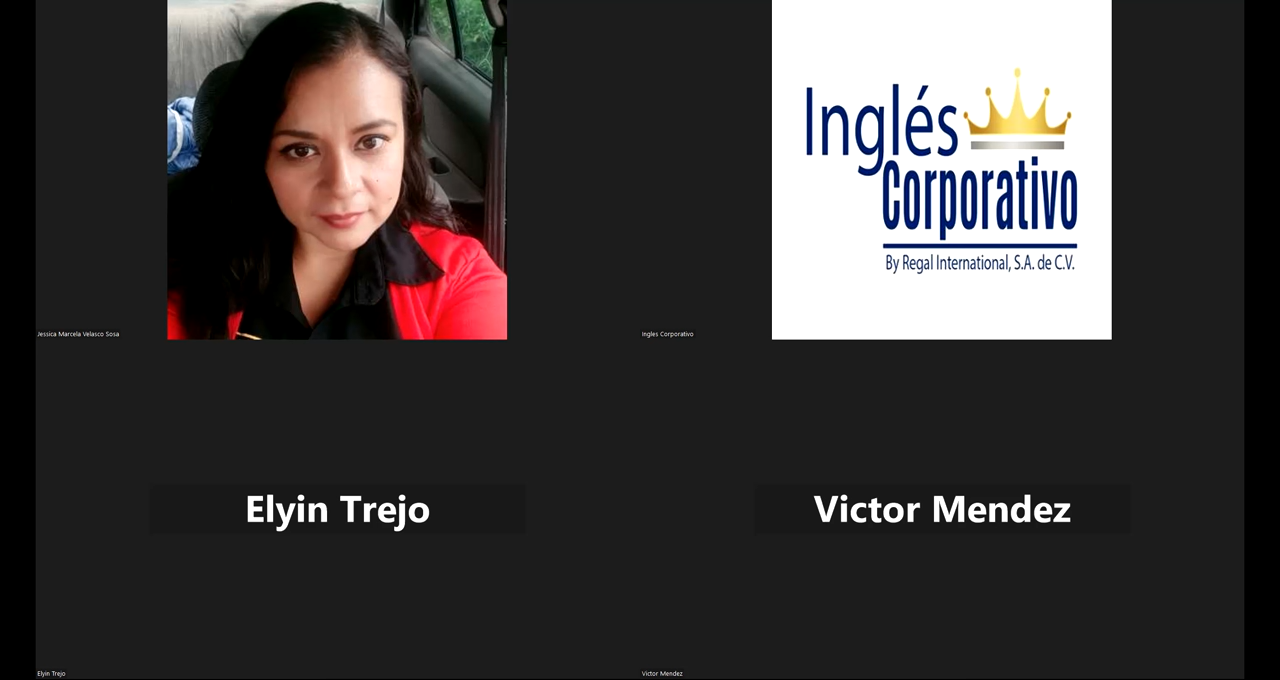 Inglés
Corporativo
By Regal International, S.A. de C.V.
Jessica Marcela Velasco Sosa
Ingles Corporativo
Elyin Trejo
Victor Mendez
Elyin Trejo
Victor Mendez